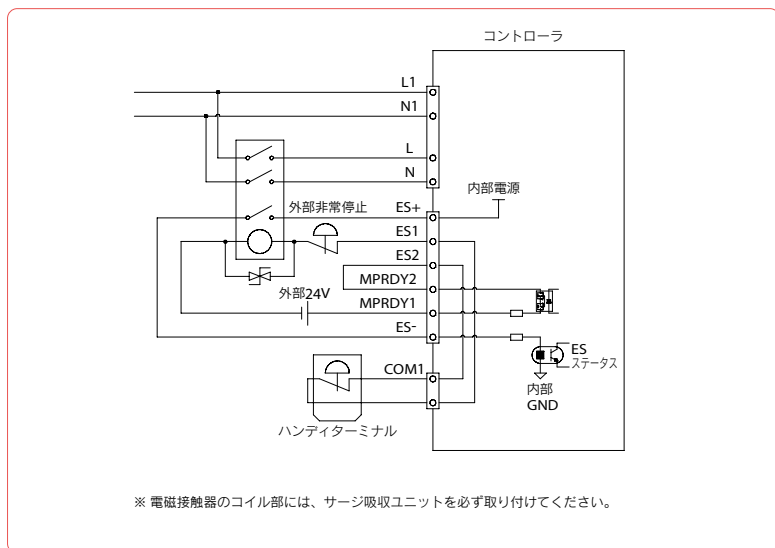 コントローラ
L1
N1
L
N
内部電源
外部非常停止
ES+
ES1
ES2
MPRDY2
外部24V
MPRDY1
ES-
ES
ステータス
COM1
内部
GND
ハンディターミナル
※ 電磁接触器のコイル部には、サージ吸収ユニットを必ず取り付けてください。